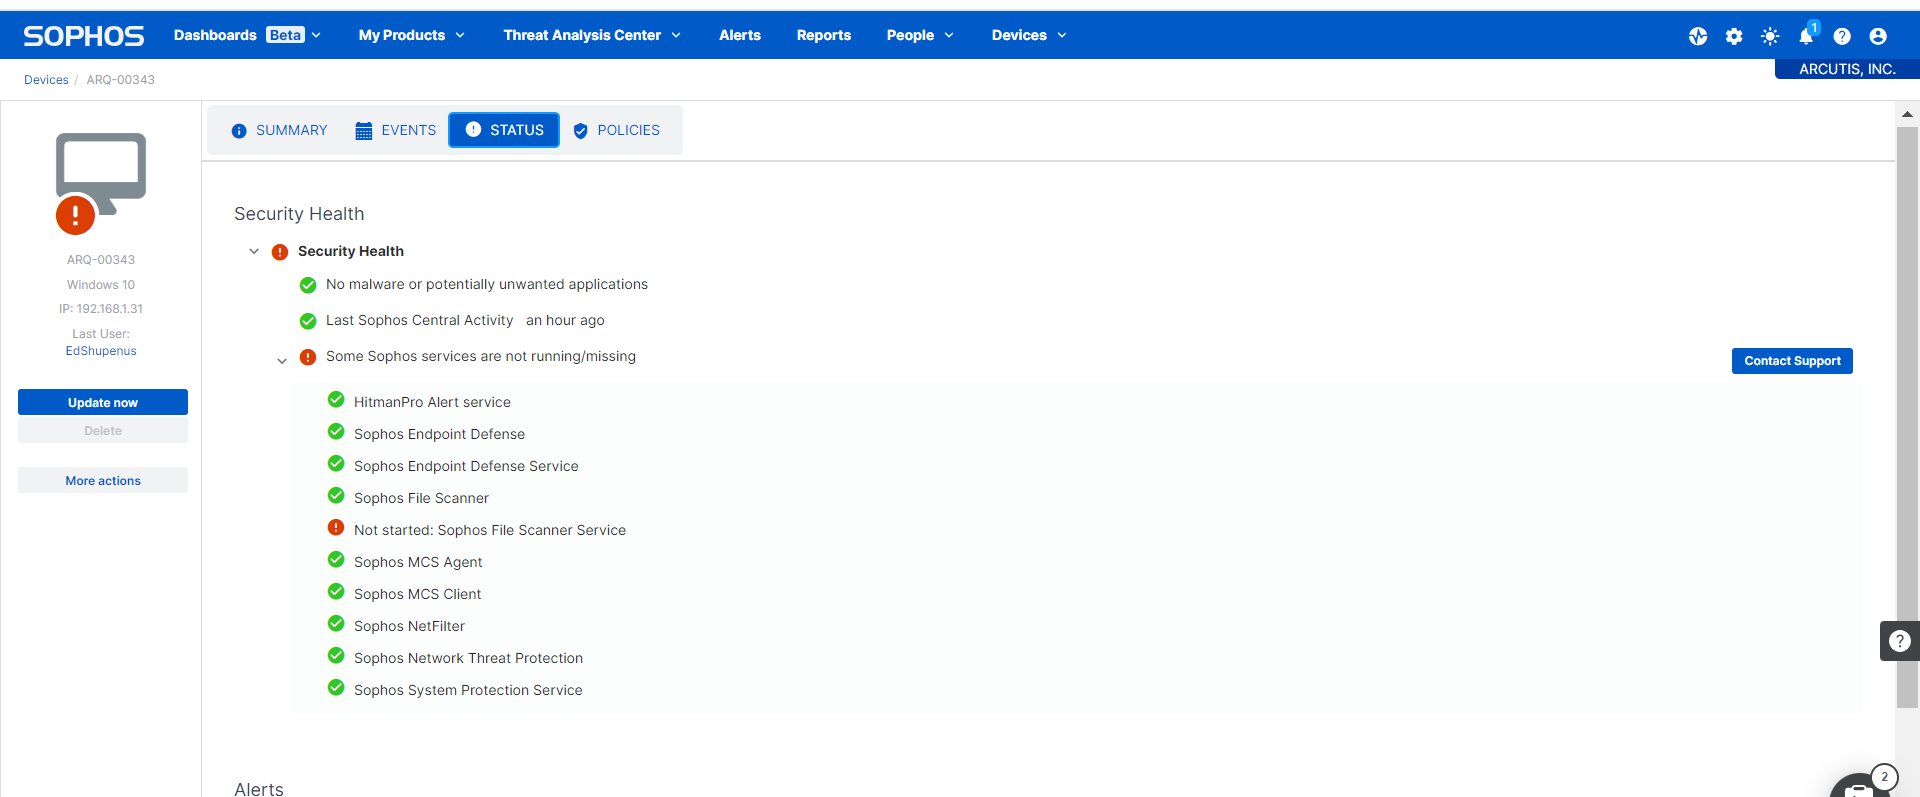 SOPHOS Dashboards Beta My Products Threat Analysis Center Alerts Reports People Devices 1
ARCUTIS, INC.
Devices / ARQ-00343
SUMMARY EVENTS STATUS POLICIES
ARQ-00343
Windows 10
IP: 192.168.1.31
Last User:
EdShupenus
Update now
Delete
More actions
Security Health
Security Health
No malware or potentially unwanted applications
Last Sophos Central Activity an hour ago
Some Sophos services are not running/missing
Contact Support
HitmanPro Alert service
Sophos Endpoint Defense
Sophos Endpoint Defense Service
Sophos File Scanner
Not started: Sophos File Scanner Service
Sophos MCS Agent
Sophos MCS Client
Sophos NetFilter
Sophos Network Threat Protection
Sophos System Protection Service
Alerts
2